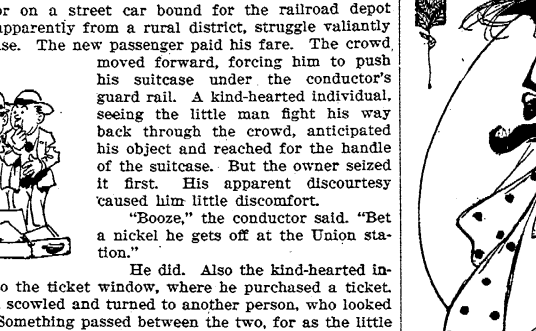 or on a street car bound for the railroad depot
apparently from a rural district, struggle valiantly
ase. The new passenger paid his fare. The crowd
moved forward, forcing him to push
his suitcase under the conductor's
guard rail. A kind-hearted individual,
seeing the little man fight his way
back through the crowd, anticipated
his object and reached for the handle
of the suitcase. But the owner seized
it first. His apparent discourtesy
caused him little discomfort.
"Booze," the conductor said. "Bet
a nickel he gets off at the Union sta-
tion."
He did. Also the kind-hearted in-
o the ticket window, where he purchased a ticket.
scowled and turned to another person, who looked
Something passed between the two, for as the little